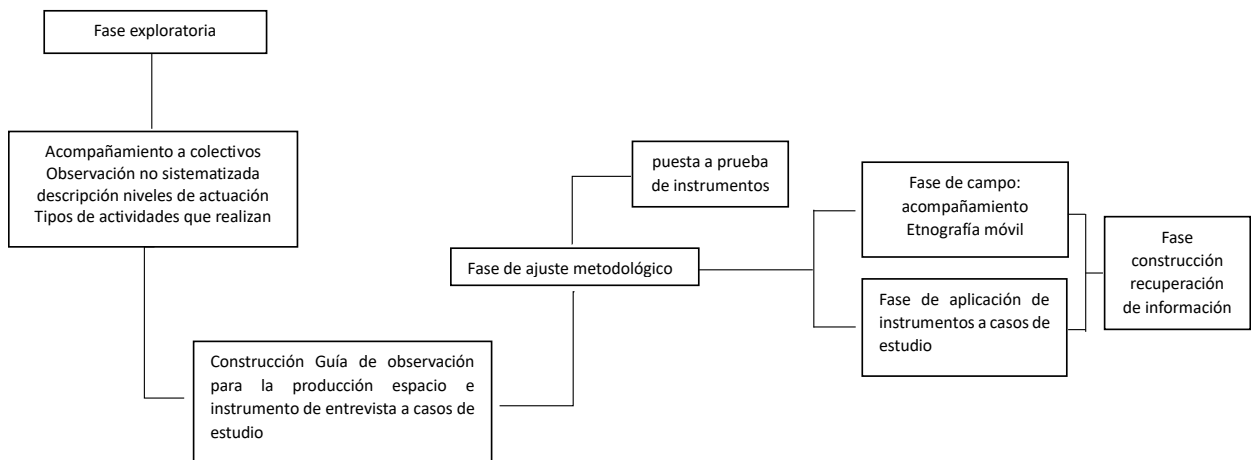 Fase exploratoria
Acompañamiento a colectivos
Observación no sistematizada
descripción niveles de actuación
Tipos de actividades que realizan
Construcción Guía de observación
para la producción espacio e
instrumento de entrevista a casos de
estudio
Fase de ajuste metodológico
puesta a prueba
de instrumentos
Fase de campo:
acompañamiento
Etnografía móvil
Fase de aplicación de
instrumentos a casos de
estudio
Fase
construcción
recuperación
de información